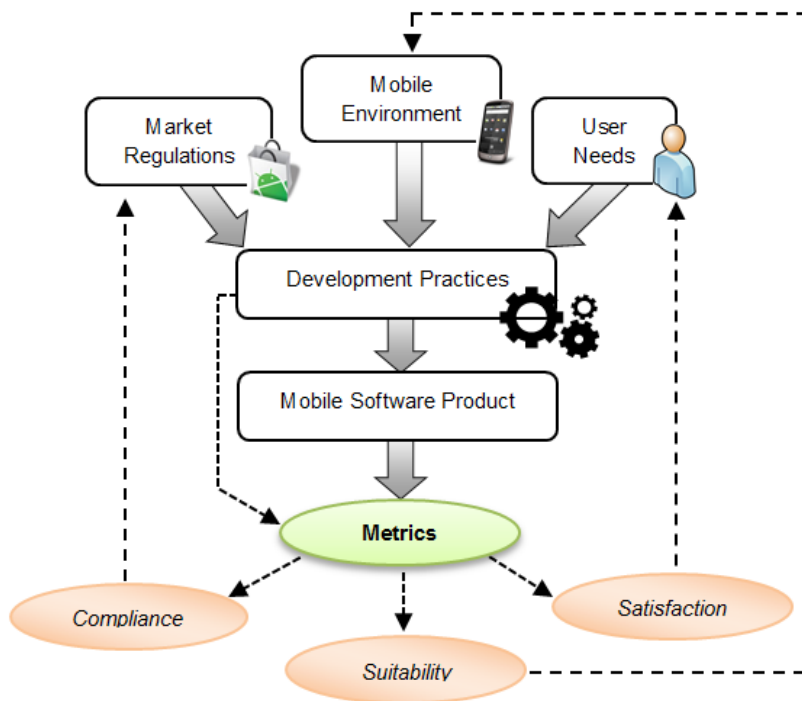 Mobile
Environment
Market
Regulations
User
Needs
Development Practices
Mobile Software Product
Metrics
Compliance
Satisfaction
Suitability